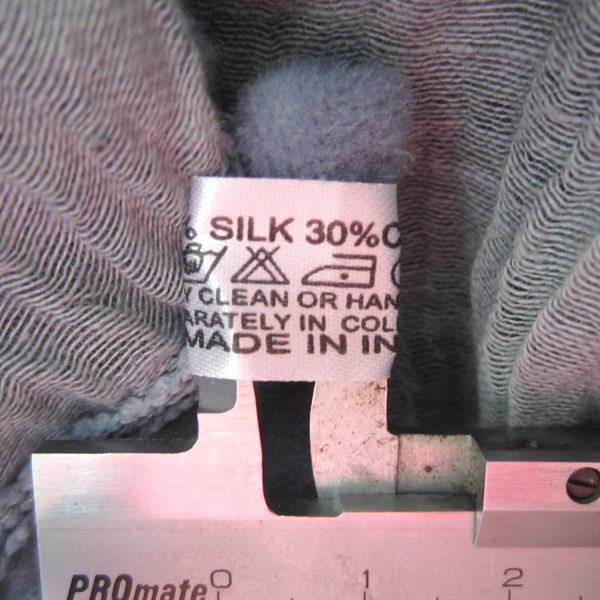 % SILK 30%C
Y CLEAN OR HAN
ARATELY IN COL
MADE IN IN
PROmate 0 1 2